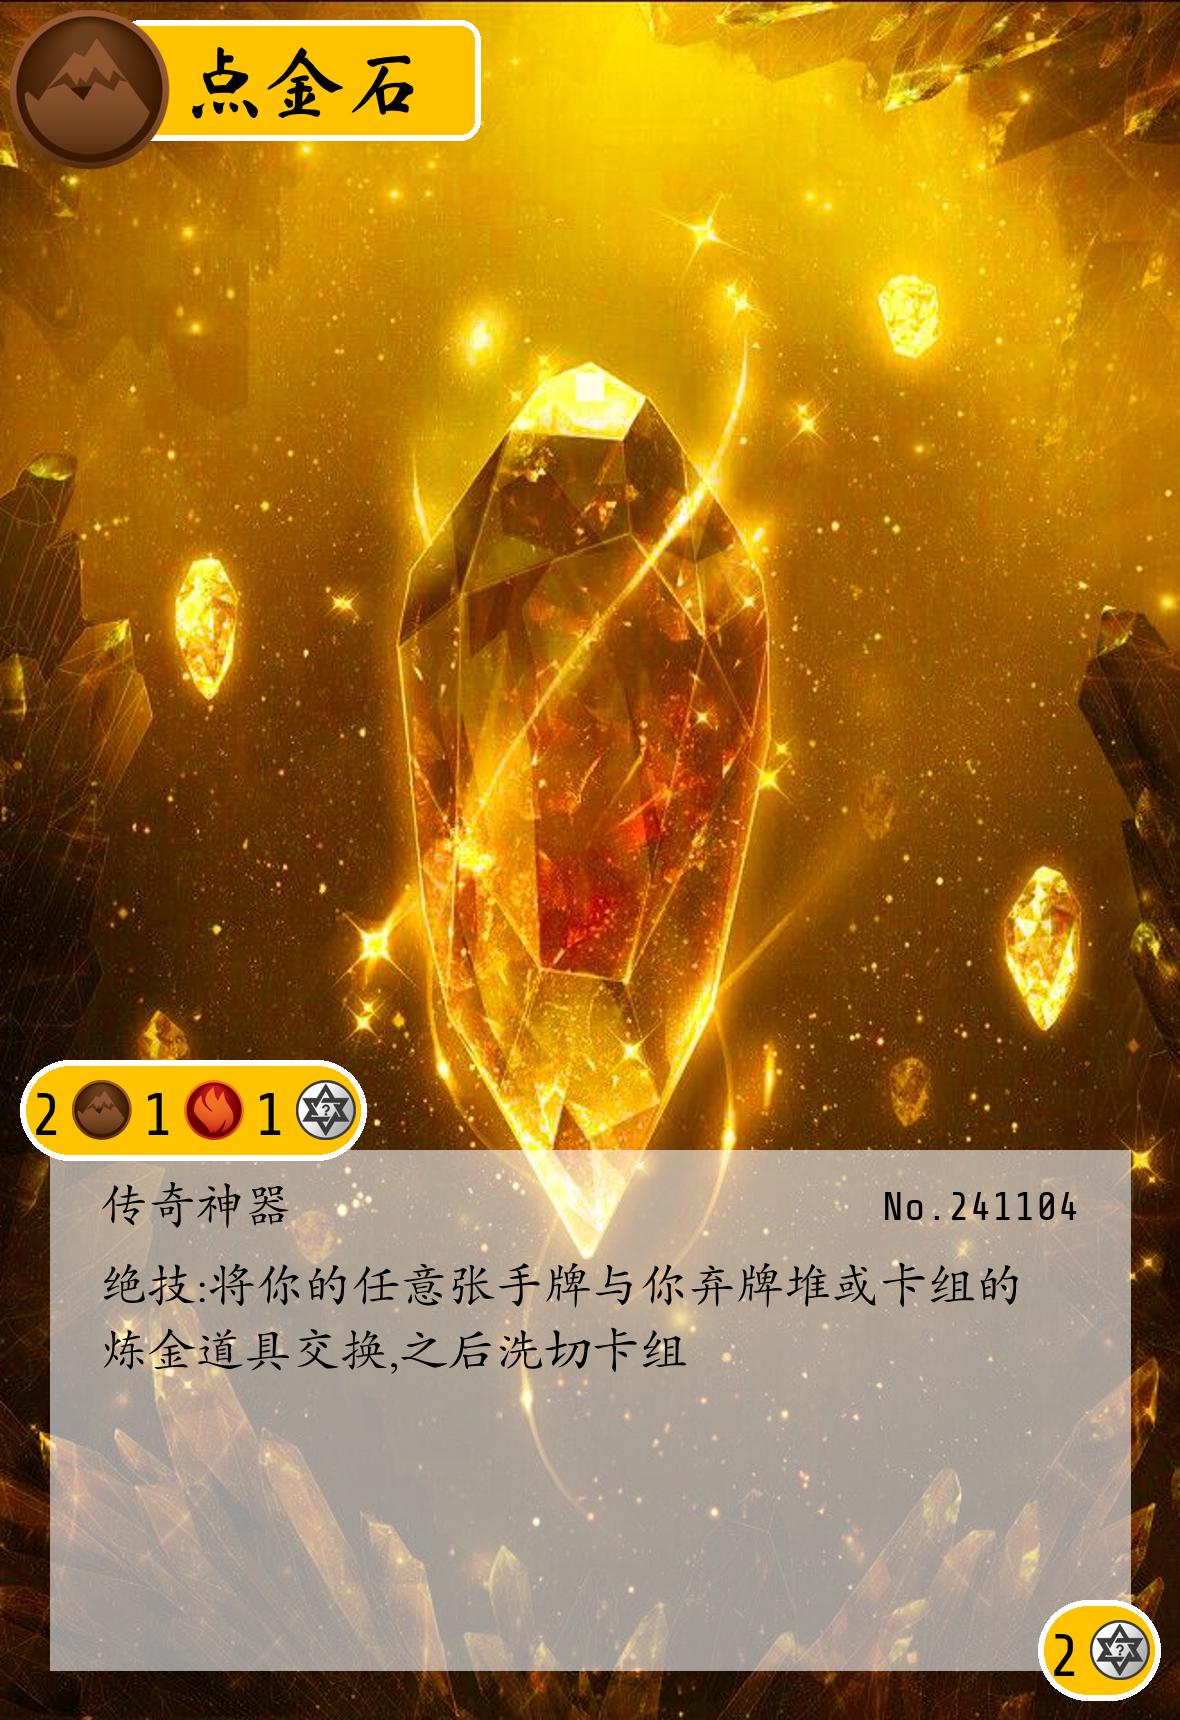 点金石
2 1 1 ?
传奇神器 No.241104
绝技:将你的任意张手牌与你弃牌堆或卡组的
炼金道具交换,之后洗切卡组
2 ?